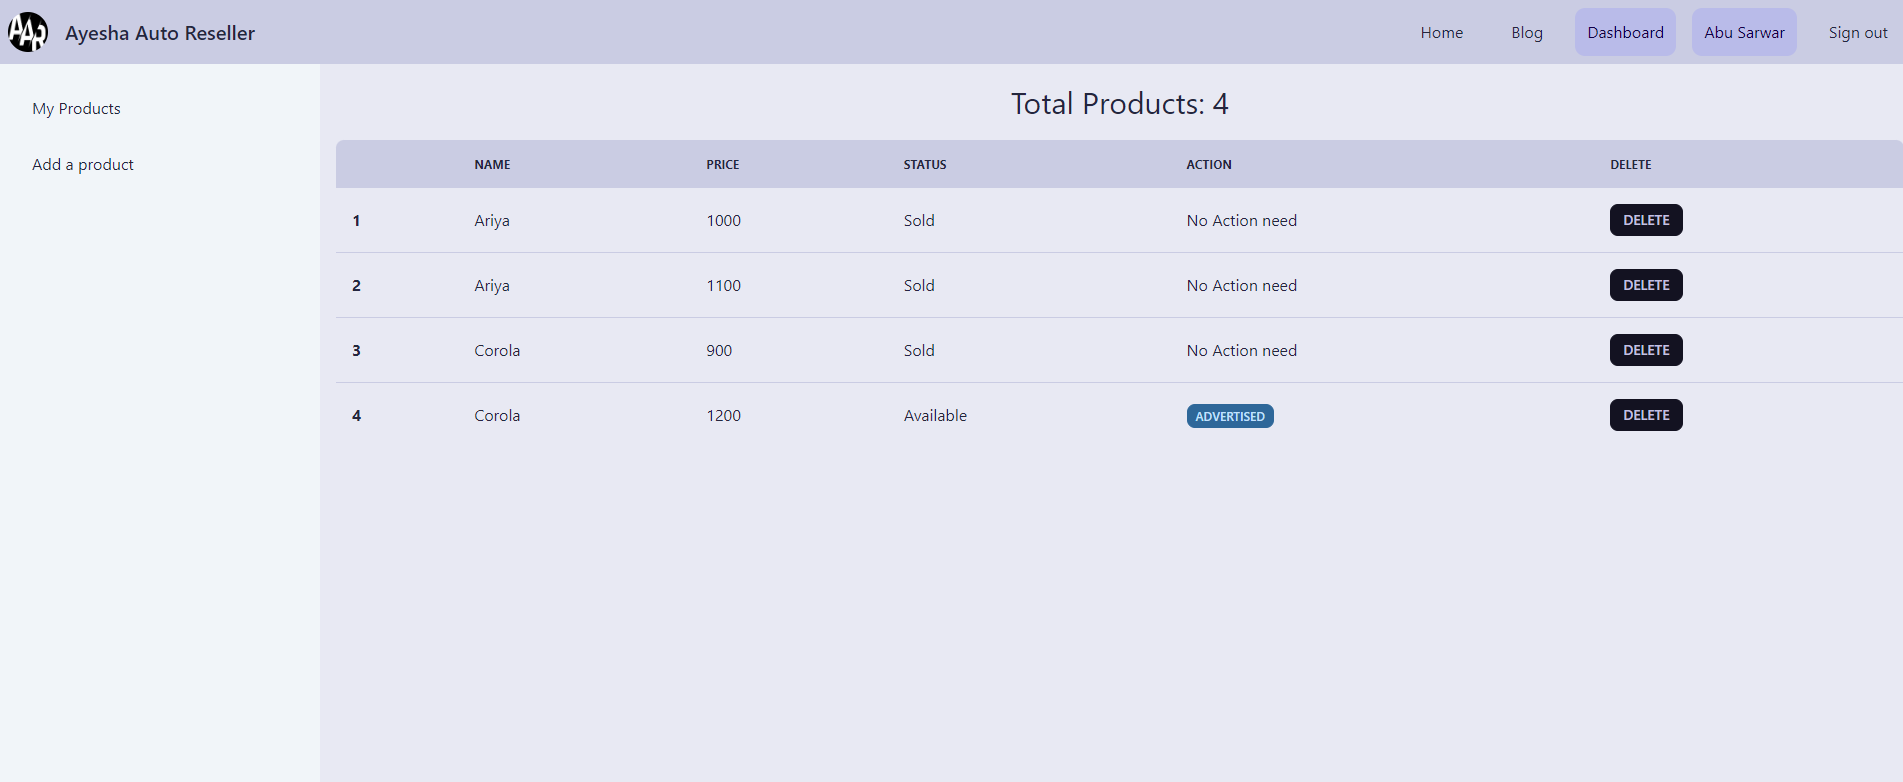 AAR Ayesha Auto Reseller Home Blog Dashboard Abu Sarwar Sign out
My Products
Add a product
Total Products: 4
NAME PRICE STATUS ACTION DELETE
1 Ariya 1000 Sold No Action need DELETE
2 Ariya 1100 Sold No Action need DELETE
3 Corola 900 Sold No Action need DELETE
4 Corola 1200 Available ADVERTISED DELETE